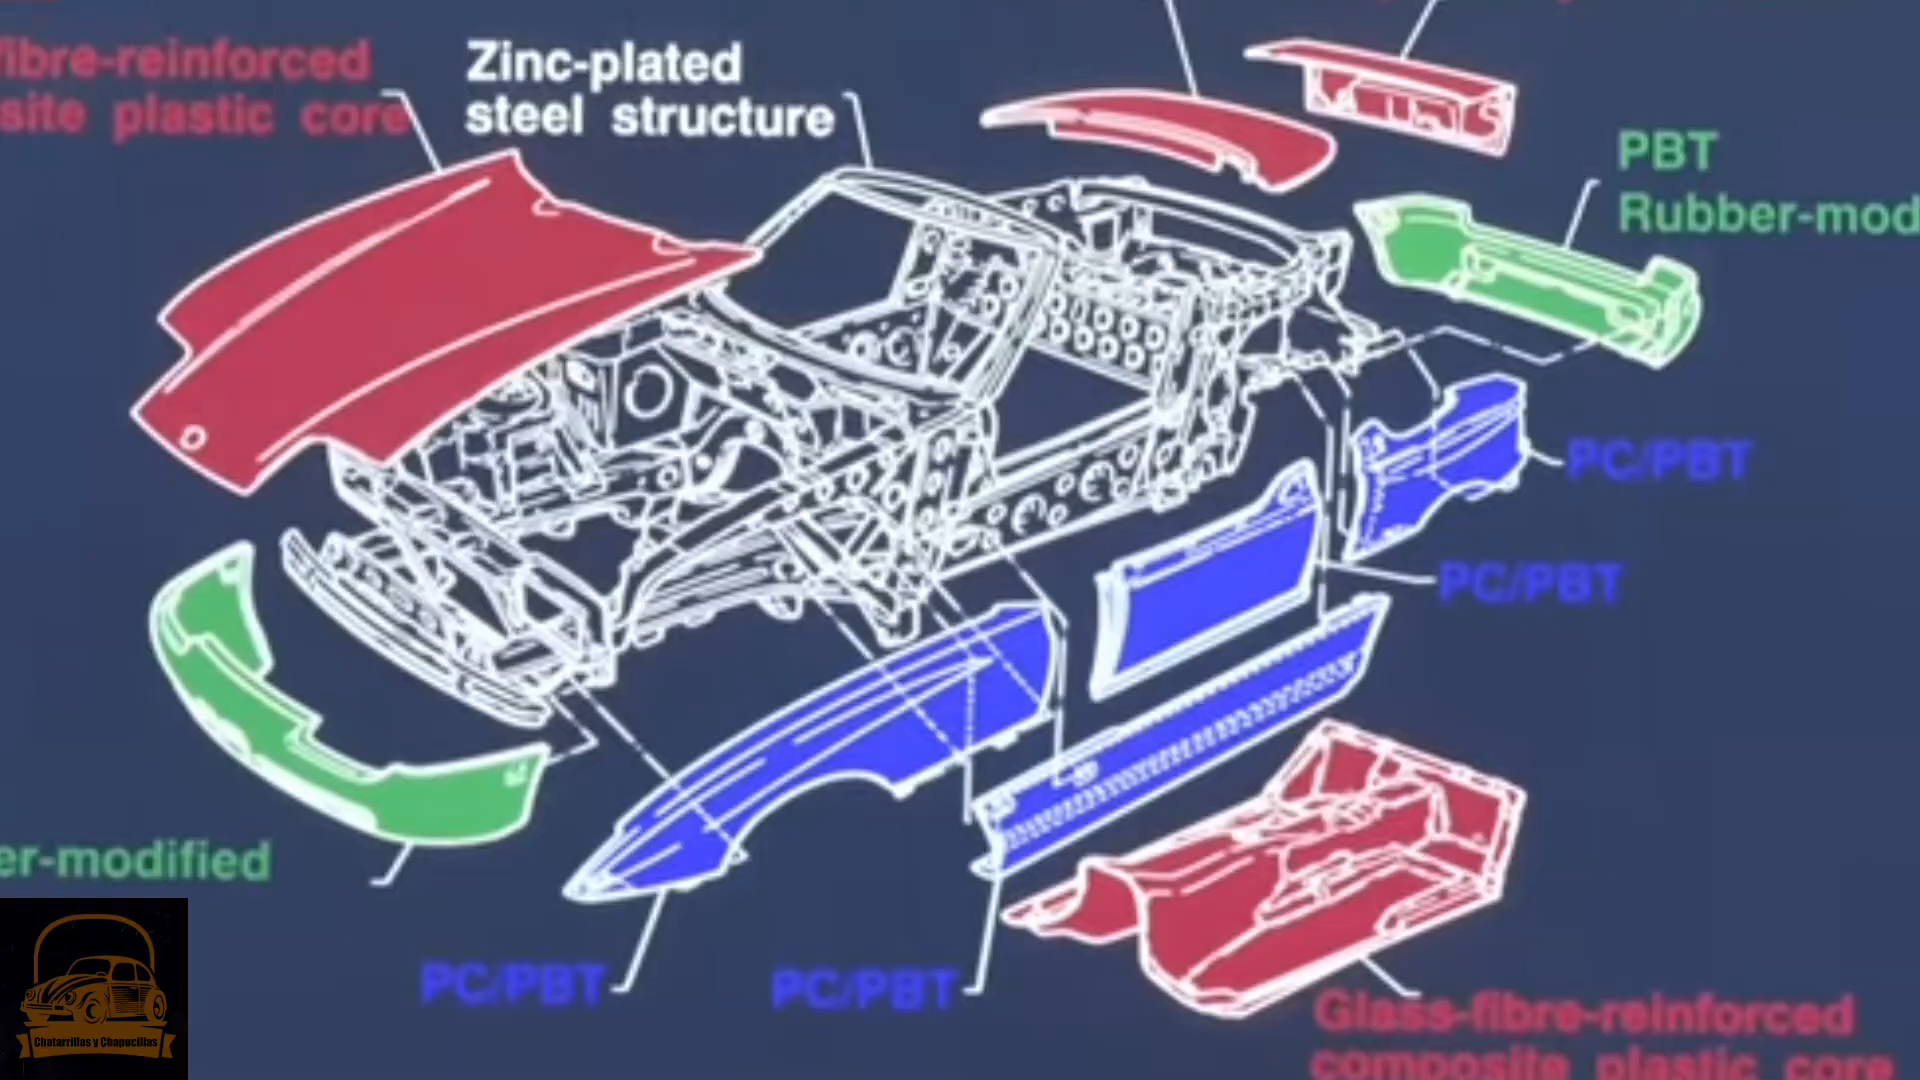 fibre-reinforced
site plastic core
Zinc-plated
steel structure
PBT
Rubber-mod
PC/PBT
PC/PBT
er-modified
PC/PBT
PC/PBT
Glass-fibre-reinforced
composite plastic core
Chatarrillas y Chapucillas